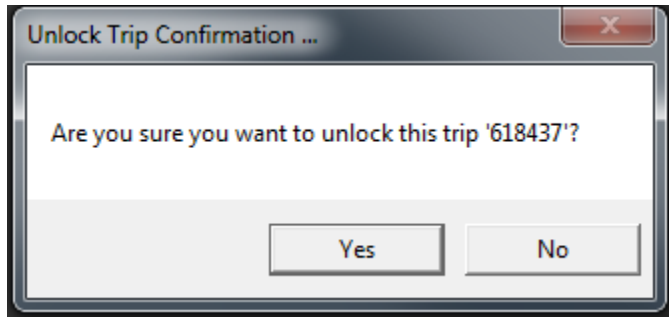 Unlock Trip Confirmation ...
Are you sure you want to unlock this trip '618437'?
Yes
No